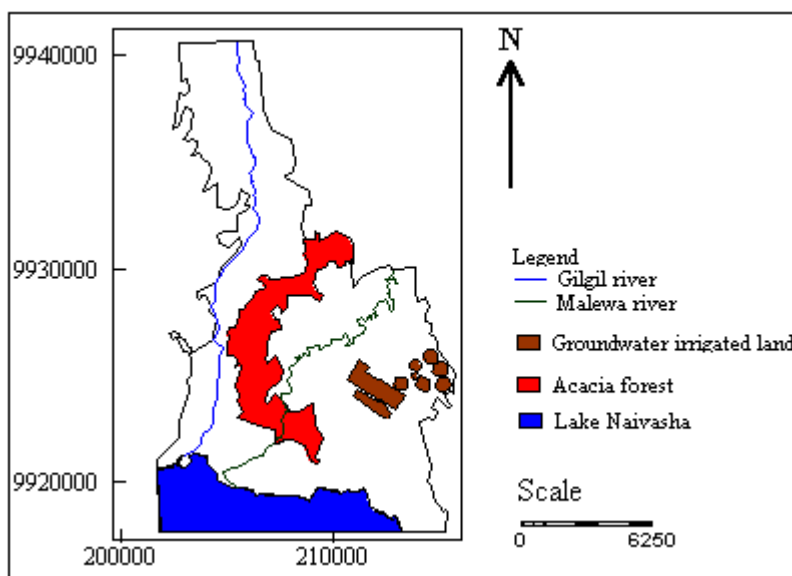 9940000
9930000
9920000
200000 210000
N
Legend
Gilgil river
Malewa river
Groundwater irrigated land
Acacia forest
Lake Naivasha
Scale
0 6250